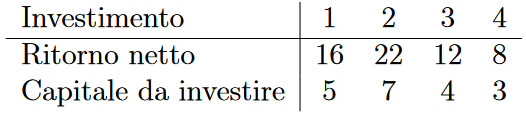 Investimento 1 2 3 4
Ritorno netto 16 22 12 8
Capitale da investire 5 7 4 3